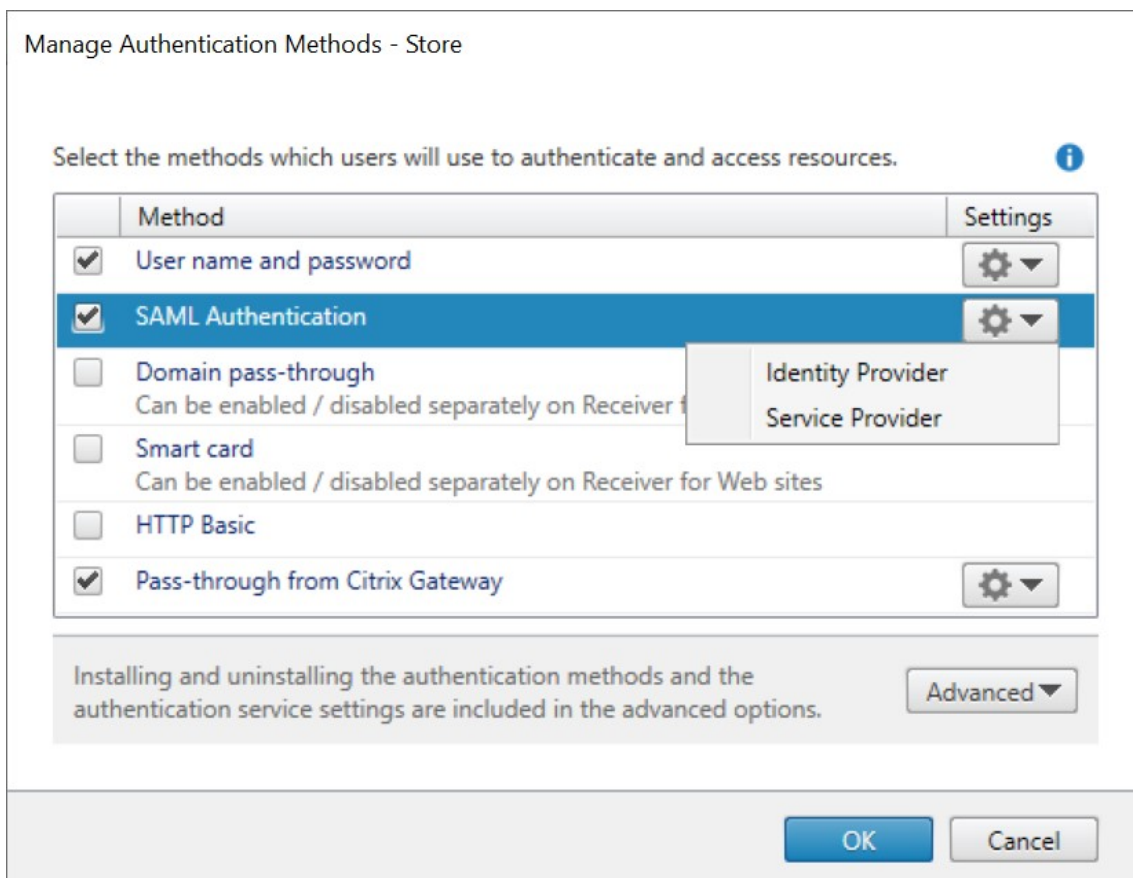 Manage Authentication Methods - Store
Select the methods which users will use to authenticate and access resources.
Method Settings
User name and password
SAML Authentication
Identity Provider
Service Provider
Domain pass-through
Can be enabled / disabled separately on Receiver
Smart card
Can be enabled / disabled separately on Receiver for Web sites
HTTP Basic
Pass-through from Citrix Gateway
Installing and uninstalling the authentication methods and the
authentication service settings are included in the advanced options.
Advanced
OK Cancel